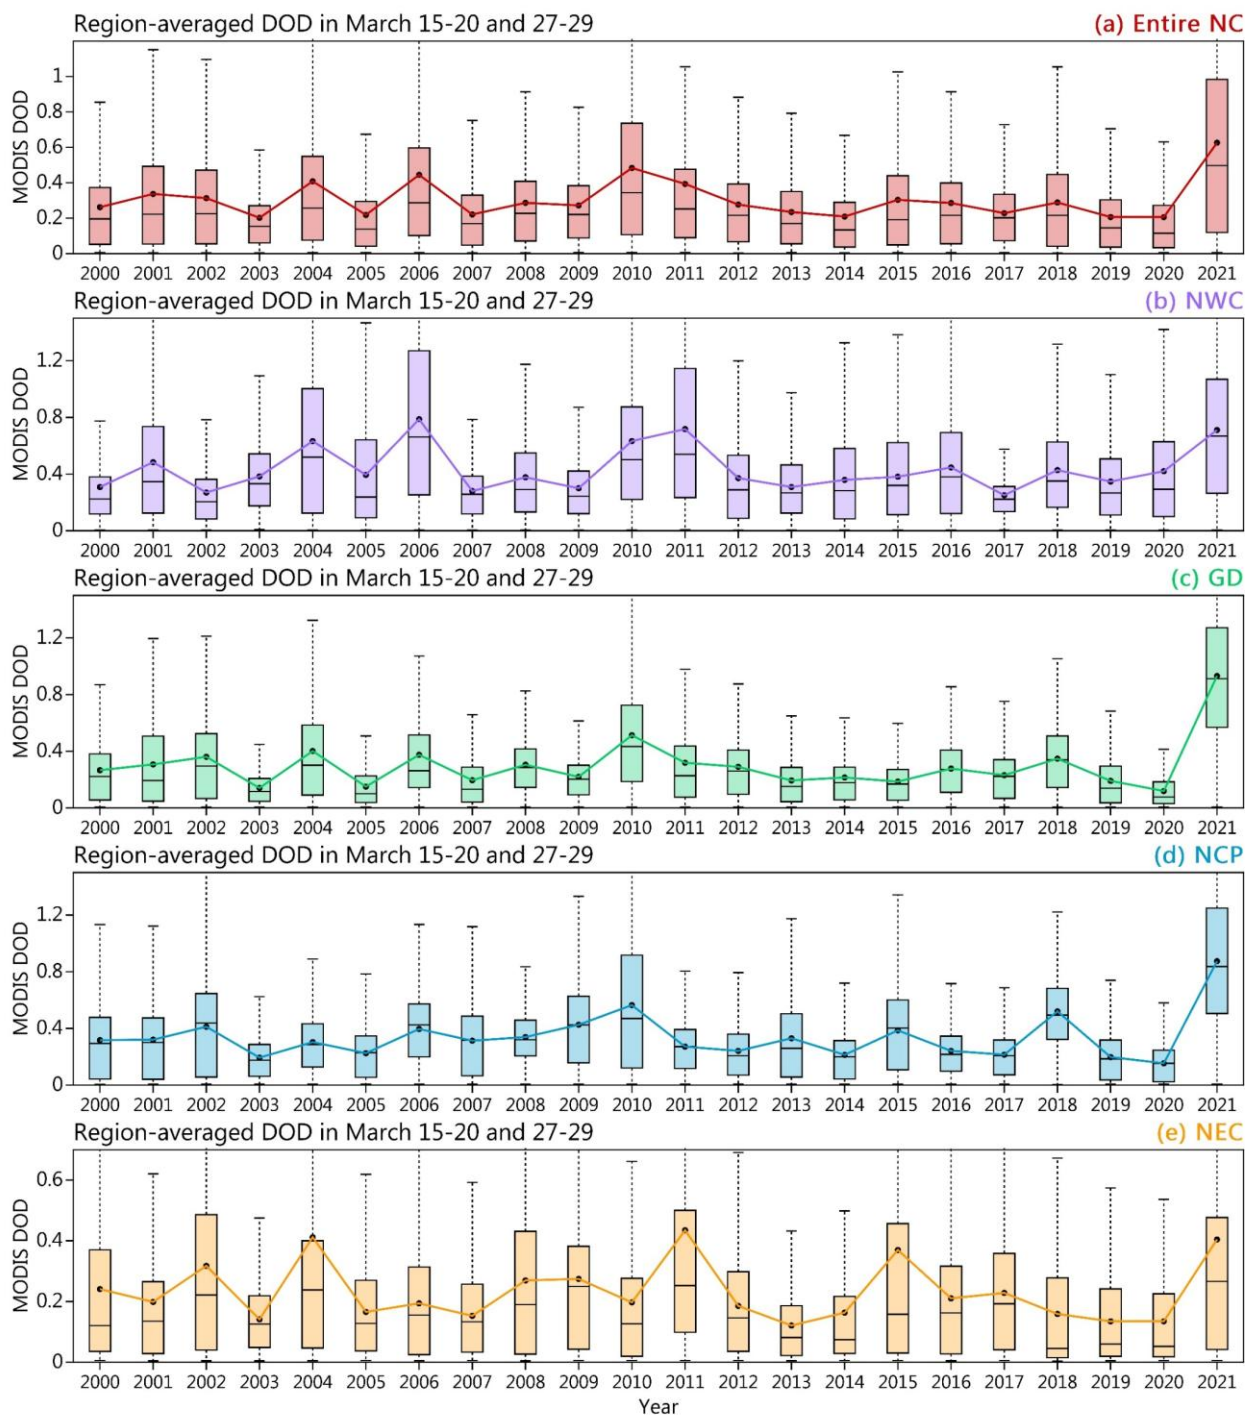 Region-averaged DOD in March 15-20 and 27-29 (a) Entire NC
MODIS DOD
1
0.8
0.6
0.4
0.2
0
2000 2001 2002 2003 2004 2005 2006 2007 2008 2009 2010 2011 2012 2013 2014 2015 2016 2017 2018 2019 2020 2021
Region-averaged DOD in March 15-20 and 27-29 (b) NWC
MODIS DOD
1.2
0.8
0.4
0
2000 2001 2002 2003 2004 2005 2006 2007 2008 2009 2010 2011 2012 2013 2014 2015 2016 2017 2018 2019 2020 2021
Region-averaged DOD in March 15-20 and 27-29 (c) GD
MODIS DOD
1.2
0.8
0.4
0
2000 2001 2002 2003 2004 2005 2006 2007 2008 2009 2010 2011 2012 2013 2014 2015 2016 2017 2018 2019 2020 2021
Region-averaged DOD in March 15-20 and 27-29 (d) NCP
MODIS DOD
1.2
0.8
0.4
0
2000 2001 2002 2003 2004 2005 2006 2007 2008 2009 2010 2011 2012 2013 2014 2015 2016 2017 2018 2019 2020 2021
Region-averaged DOD in March 15-20 and 27-29 (e) NEC
MODIS DOD
0.6
0.4
0.2
0
2000 2001 2002 2003 2004 2005 2006 2007 2008 2009 2010 2011 2012 2013 2014 2015 2016 2017 2018 2019 2020 2021
Year